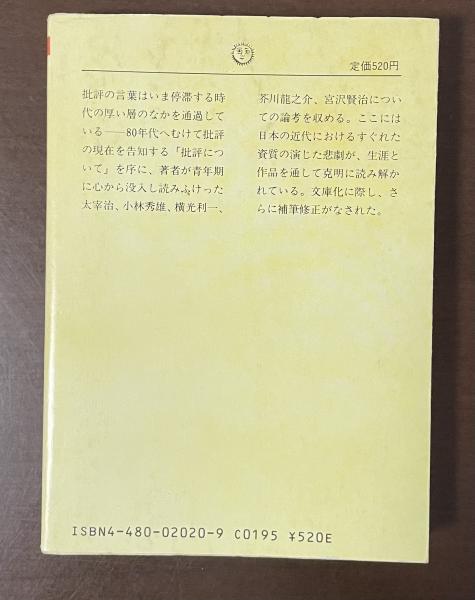 定価520円
批評の言葉はいま停滞する時
代の厚い層のなかを通過して
いる――80年代へむけて批評
の現在を告知する「批評につ
いて」を序に、著者が青年期
に心から没入し読みふけった
太宰治、小林秀雄、横光利一、
芥川龍之介、宮沢賢治につい
ての論考を収める。ここには
日本の近代におけるすぐれた
資質の演じた悲劇が、生涯と
作品を通して克明に読み解か
れている。文庫化に際し、さ
らに補筆修正がなされた。
ISBN4-480-02020-9 C0195 ¥520E